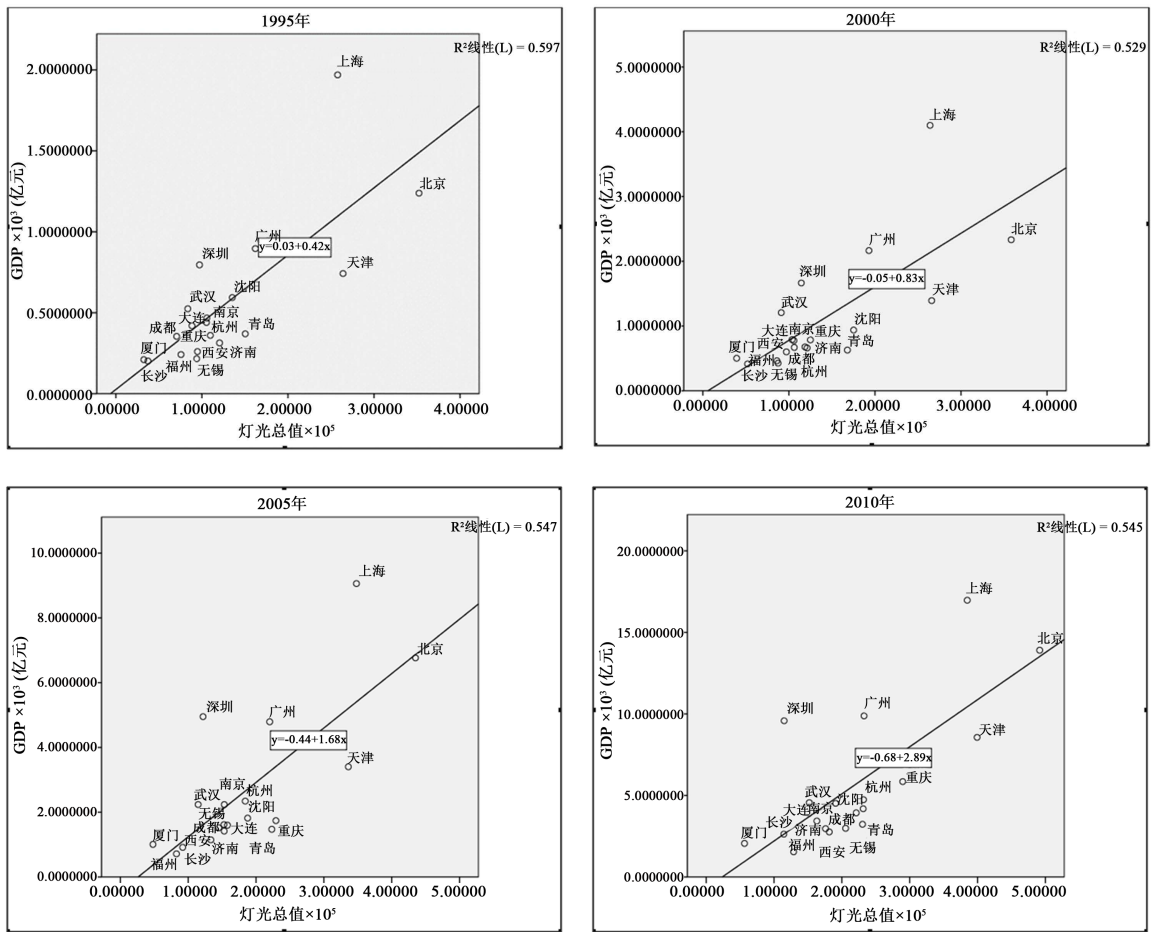 1995年
R²线性(L) = 0.597
2.0000000
1.5000000
1.0000000
0.5000000
0.0000000
GDP ×10³ (亿元)
上海
北京
广州
y=0.03+0.42x
深圳
天津
沈阳
武汉
大连
南京
成都
重庆
杭州
青岛
厦门
西安
济南
福州
无锡
长沙
0.00000
1.00000
2.00000
3.00000
4.00000
灯光总值×10⁵
2000年
R²线性(L) = 0.529
5.0000000
4.0000000
3.0000000
2.0000000
1.0000000
0.0000000
GDP ×10³ (亿元)
上海
北京
广州
y=-0.05+0.83x
深圳
天津
武汉
沈阳
大连
南京
重庆
厦门
西安
济南
青岛
福州
成都
长沙
无锡
杭州
0.00000
1.00000
2.00000
3.00000
4.00000
灯光总值×10⁵
2005年
R²线性(L) = 0.547
10.0000000
8.0000000
6.0000000
4.0000000
2.0000000
0.0000000
GDP ×10³ (亿元)
上海
北京
深圳
广州
y=-0.44+1.68x
天津
南京
杭州
武汉
沈阳
无锡
成都
大连
重庆
厦门
西安
济南
青岛
福州
长沙
0.00000
1.00000
2.00000
3.00000
4.00000
5.00000
灯光总值×10⁵
2010年
R²线性(L) = 0.545
20.0000000
15.0000000
10.0000000
5.0000000
0.0000000
GDP ×10³ (亿元)
上海
北京
深圳
广州
天津
y=-0.68+2.89x
重庆
武汉
沈阳
杭州
大连
南京
长沙
成都
青岛
厦门
济南
福州
西安
无锡
0.00000
1.00000
2.00000
3.00000
4.00000
5.00000
灯光总值×10⁵